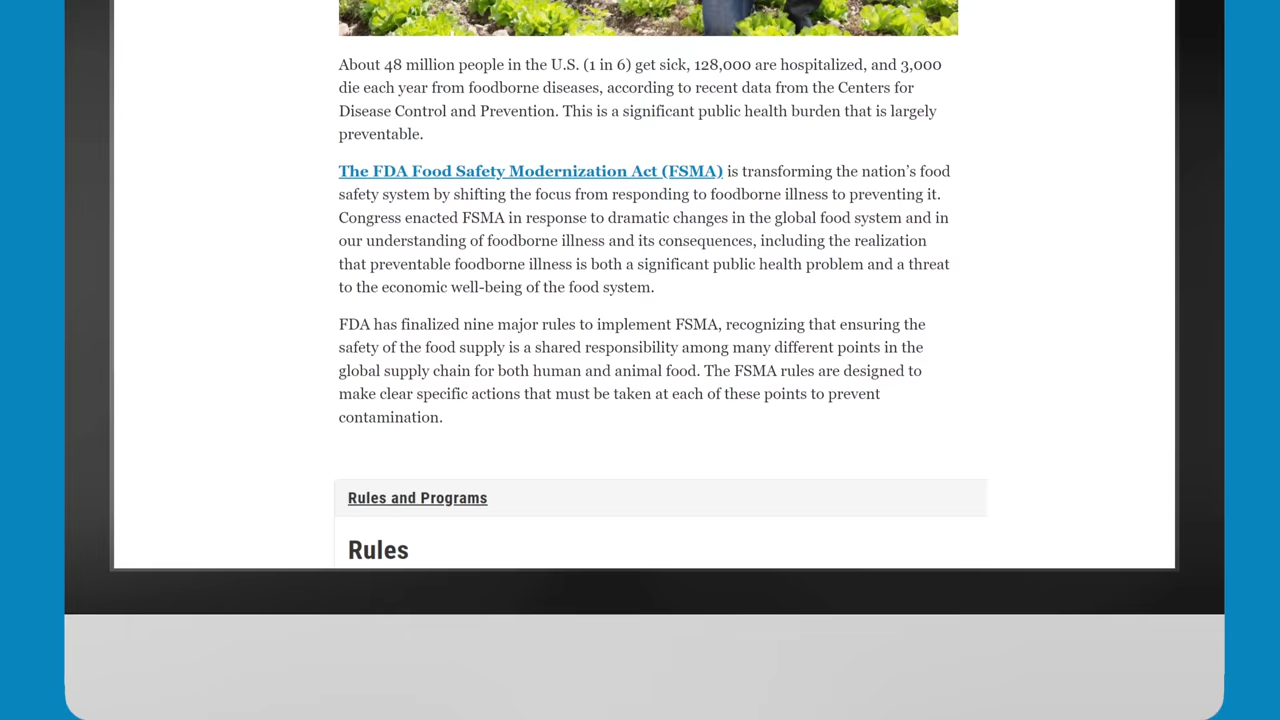 About 48 million people in the U.S. (1 in 6) get sick, 128,000 are hospitalized, and 3,000
die each year from foodborne diseases, according to recent data from the Centers for
Disease Control and Prevention. This is a significant public health burden that is largely
preventable.
The FDA Food Safety Modernization Act (FSMA) is transforming the nation’s food
safety system by shifting the focus from responding to foodborne illness to preventing it.
Congress enacted FSMA in response to dramatic changes in the global food system and in
our understanding of foodborne illness and its consequences, including the realization
that preventable foodborne illness is both a significant public health problem and a threat
to the economic well-being of the food system.
FDA has finalized nine major rules to implement FSMA, recognizing that ensuring the
safety of the food supply is a shared responsibility among many different points in the
global supply chain for both human and animal food. The FSMA rules are designed to
make clear specific actions that must be taken at each of these points to prevent
contamination.
Rules and Programs
Rules